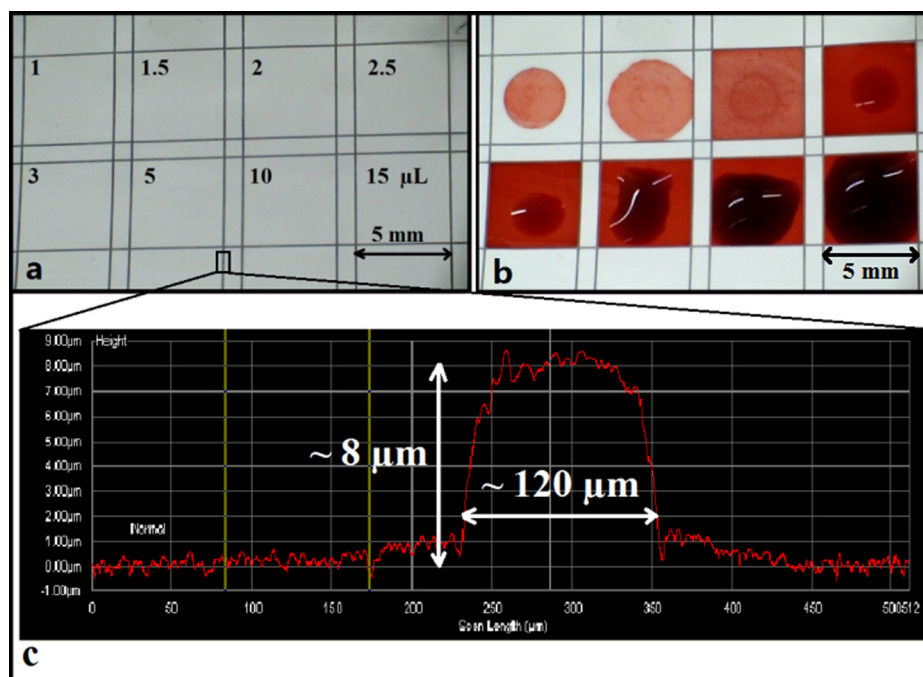 1 1.5 2 2.5
3 5 10 15 µL
5 mm
a
5 mm
b
9.00µm Height
8.00µm
7.00µm
6.00µm
5.00µm
4.00µm
3.00µm
2.00µm
1.00µm
0.00µm
-1.00µm
~ 8 µm
~ 120 µm
Normal
0 50 100 150 200 250 300 350 400 450 500512
Scan Length (µm)
c